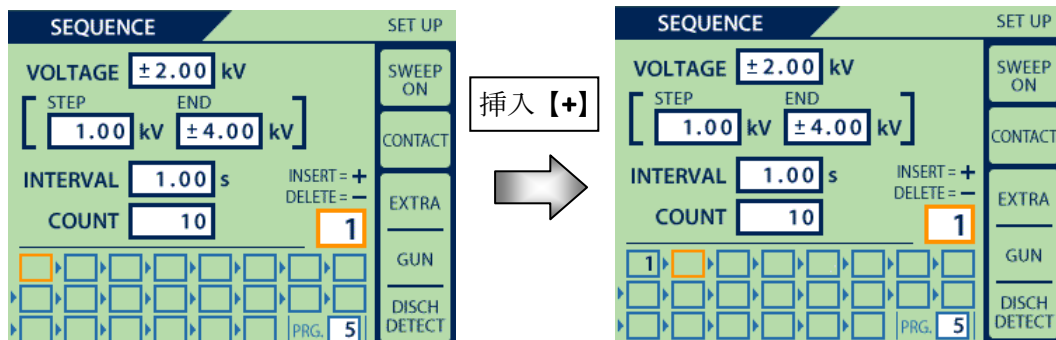 SEQUENCE SET UP
VOLTAGE ±2.00 kV
SWEEP ON
STEP END
1.00 kV ±4.00 kV
CONTACT
INTERVAL 1.00 s
INSERT = +
DELETE = −
EXTRA
COUNT 10
1
GUN
DISCH DETECT
PRG. 5
挿入【+】
SEQUENCE SET UP
VOLTAGE ±2.00 kV
SWEEP ON
STEP END
1.00 kV ±4.00 kV
CONTACT
INTERVAL 1.00 s
INSERT = +
DELETE = −
EXTRA
COUNT 10
1
1
GUN
DISCH DETECT
PRG. 5